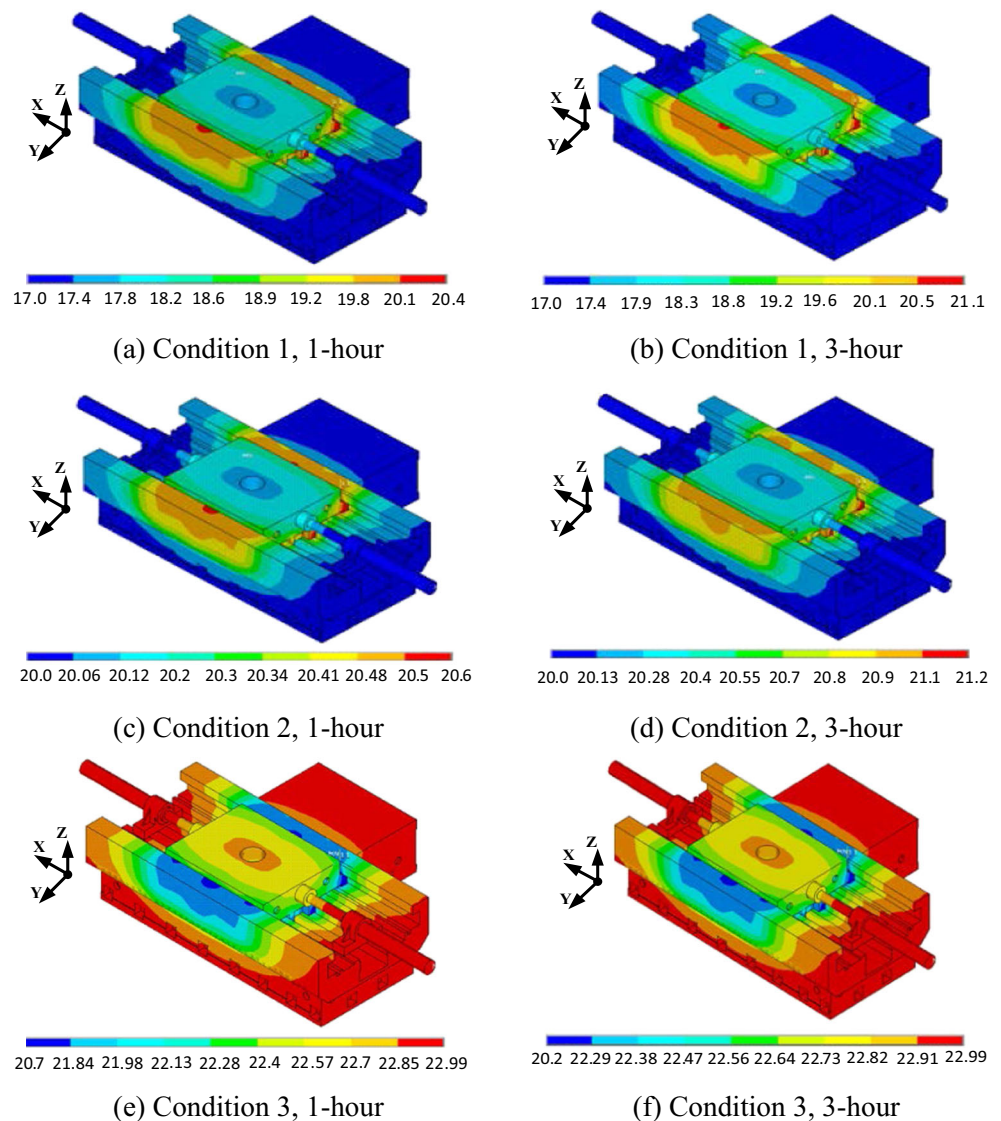 Z
X
Y
Z
X
Y
17.0 17.4 17.8 18.2 18.6 18.9 19.2 19.8 20.1 20.4
17.0 17.4 17.9 18.3 18.8 19.2 19.6 20.1 20.5 21.1
(a) Condition 1, 1-hour
(b) Condition 1, 3-hour
Z
X
Y
Z
X
Y
20.0 20.06 20.12 20.2 20.3 20.34 20.41 20.48 20.5 20.6
20.0 20.13 20.28 20.4 20.55 20.7 20.8 20.9 21.1 21.2
(c) Condition 2, 1-hour
(d) Condition 2, 3-hour
Z
X
Y
Z
X
Y
20.7 21.84 21.98 22.13 22.28 22.4 22.57 22.7 22.85 22.99
20.2 22.29 22.38 22.47 22.56 22.64 22.73 22.82 22.91 22.99
(e) Condition 3, 1-hour
(f) Condition 3, 3-hour